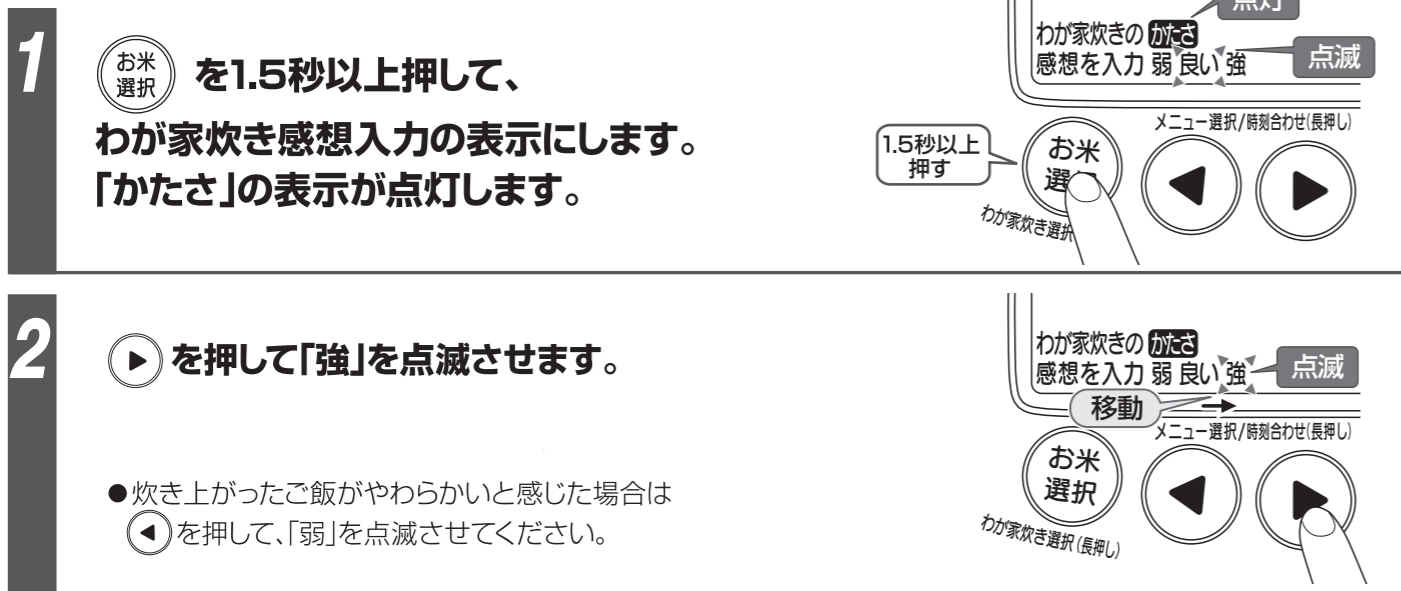 点灯
1
お米
選択
を1.5秒以上押して、
わが家炊き感想入力の表示にします。
「かたさ」の表示が点灯します。
わが家炊きの かたさ
感想を入力 弱 良い 強
点滅
メニュー選択/時刻合わせ(長押し)
1.5秒以上
押す
お米
選択
わが家炊き選択
2
を押して「強」を点滅させます。
●炊き上がったご飯がやわらかいと感じた場合は
を押して、「弱」を点滅させてください。
わが家炊きの かたさ
感想を入力 弱 良い 強
点滅
移動
メニュー選択/時刻合わせ(長押し)
お米
選択
わが家炊き選択(長押し)